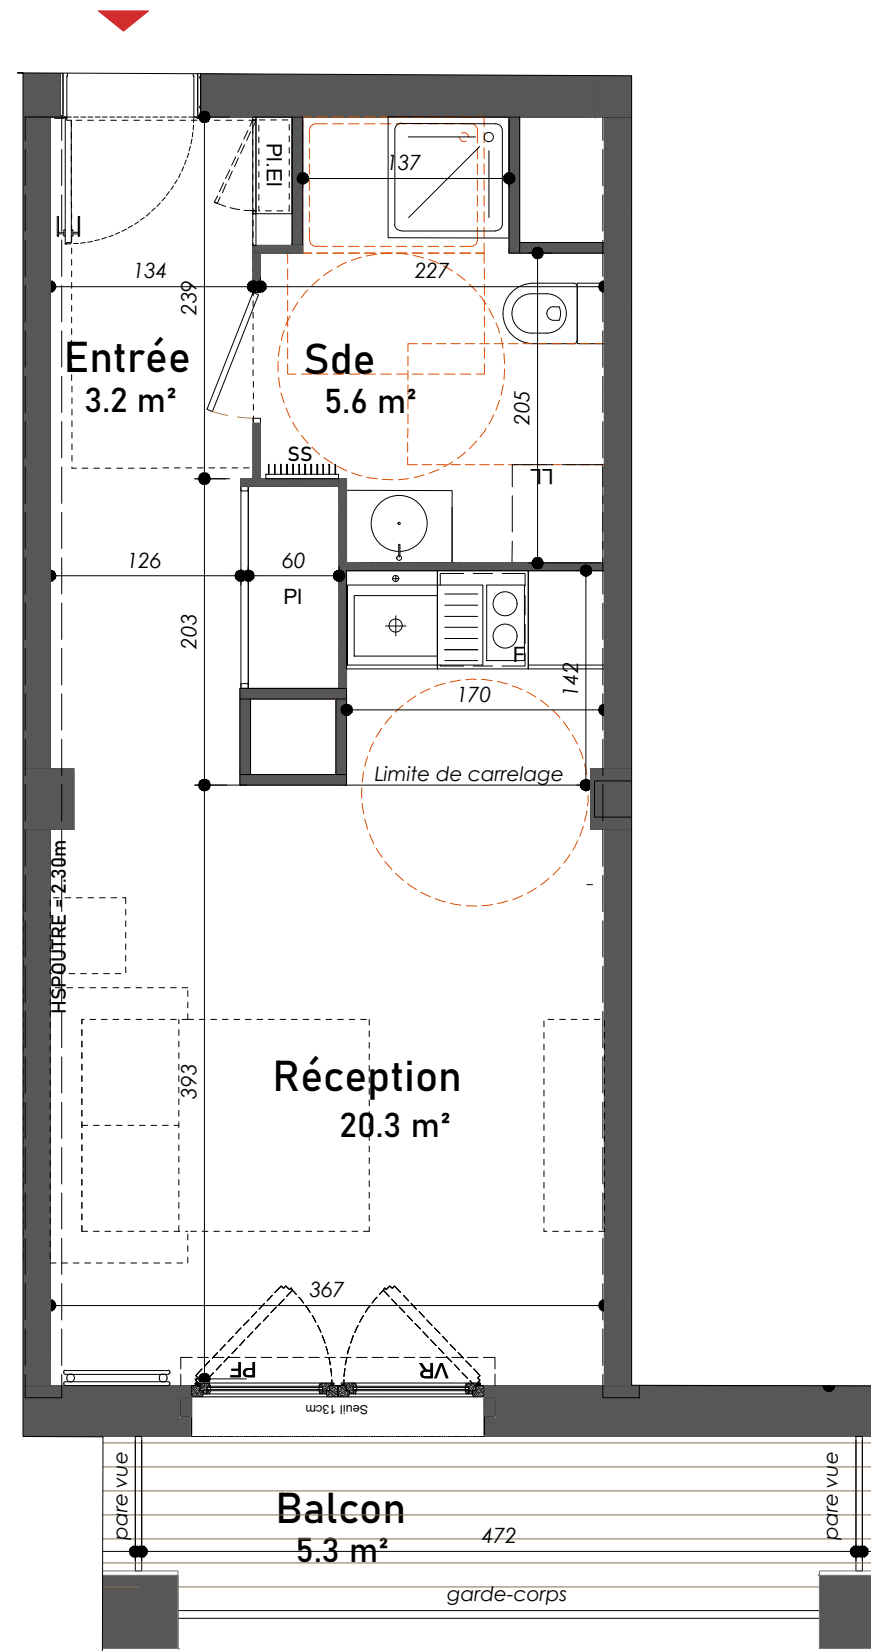 PI.EI
137
134
239
227
Entrée
3.2 m²
Sde
5.6 m²
205
SS
LL
126
60
PI
203
F
142
170
Limite de carrelage
HSPOUTRE = 2.30m
393
Réception
20.3 m²
367
PF
VR
Seuil 13cm
pare vue
pare vue
Balcon
5.3 m²
472
garde-corps